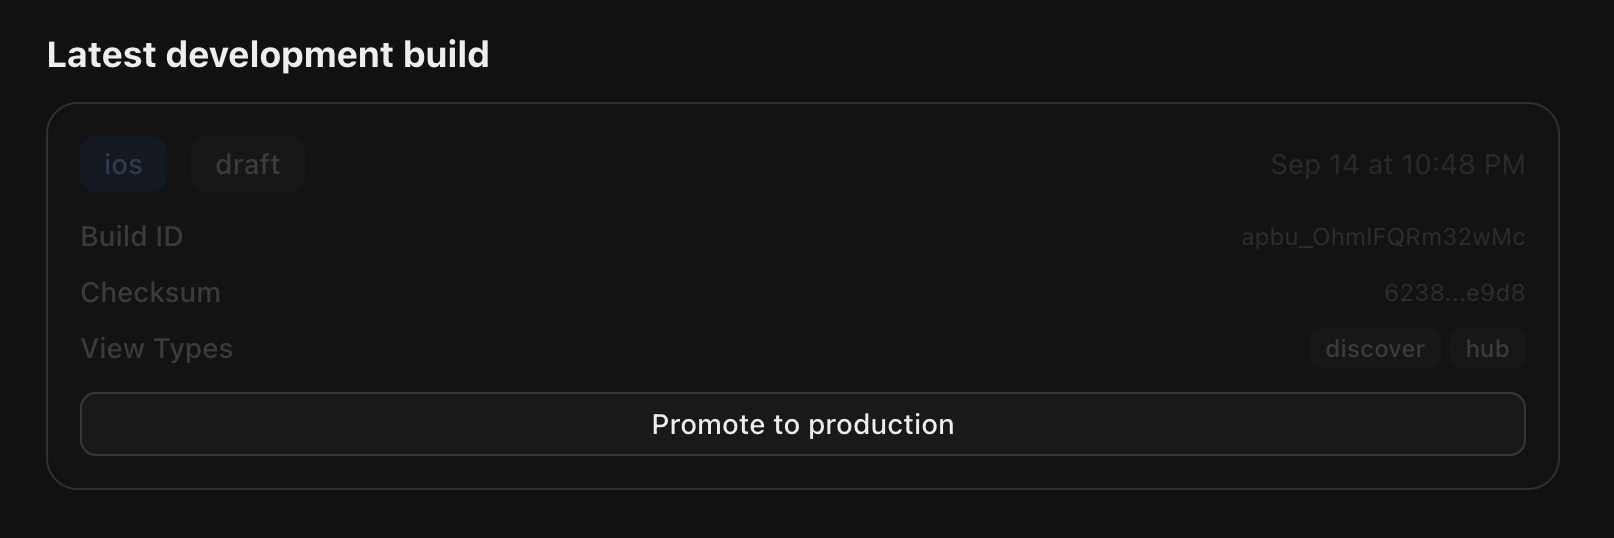 Latest development build
ios draft Sep 14 at 10:48 PM
Build ID apbu_OhmlFQRm32wMc
Checksum 6238...e9d8
View Types discover hub
Promote to production